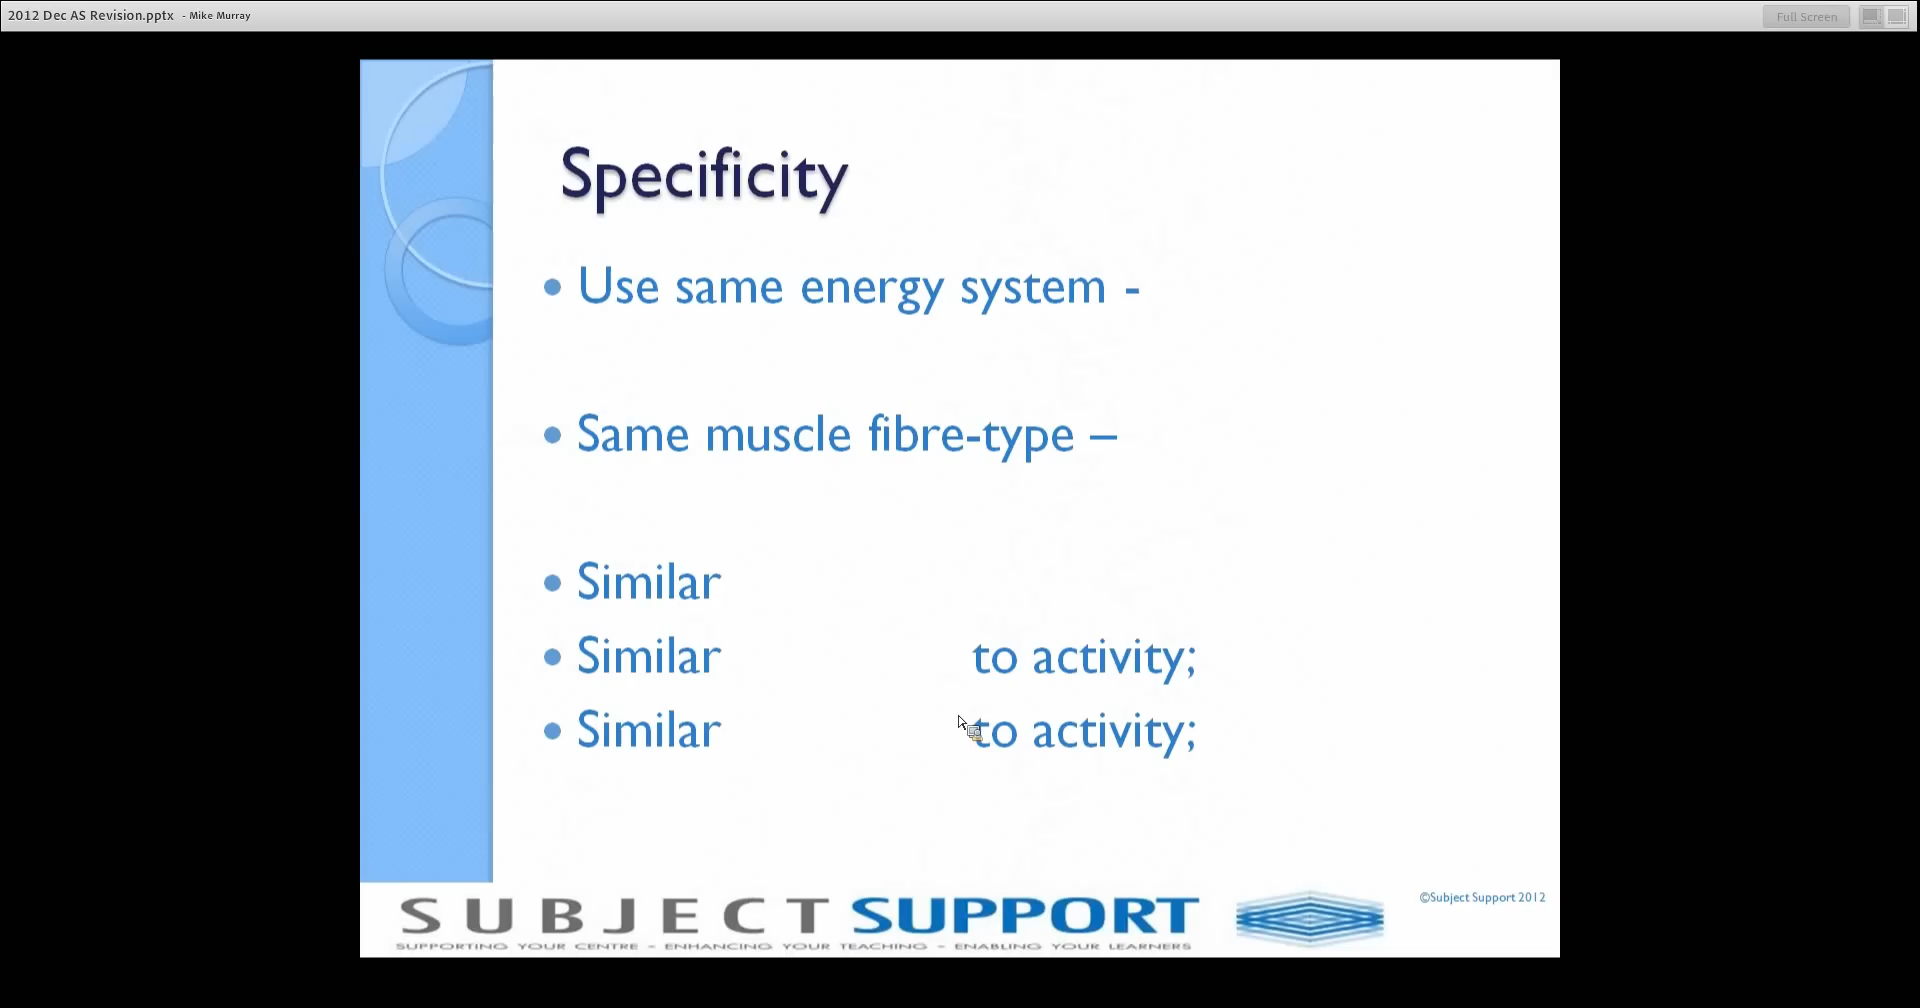 2012 Dec AS Revision.pptx - Mike Murray
Full Screen
Specificity
• Use same energy system -
• Same muscle fibre-type –
• Similar
• Similar to activity;
• Similar to activity;
©Subject Support 2012
SUBJECT SUPPORT
SUPPORTING YOUR CENTRE - ENHANCING YOUR TEACHING - ENABLING YOUR LEARNERS